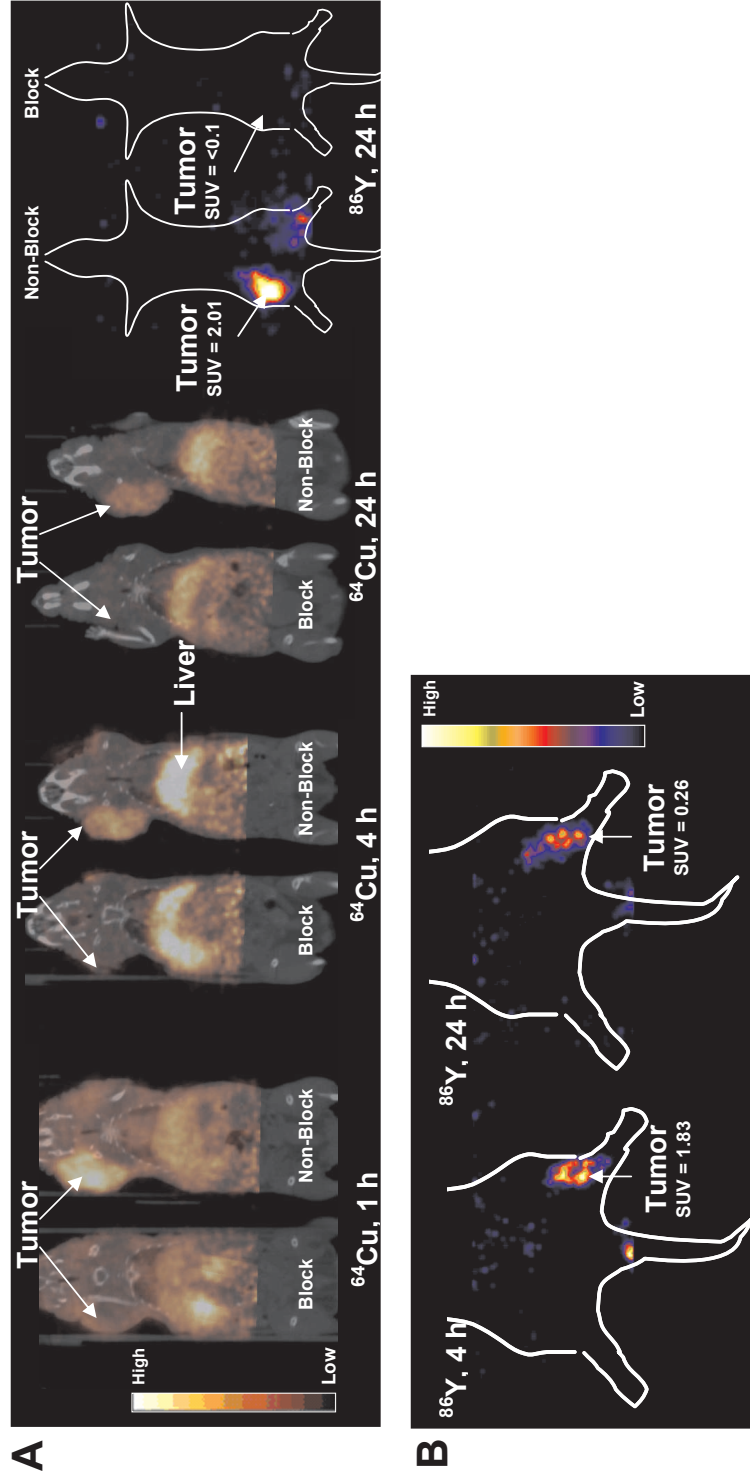 A
High
Low
Tumor
Block
Non-Block
⁶⁴Cu, 1 h
Tumor
Block
Non-Block
Liver
⁶⁴Cu, 4 h
Tumor
Block
Non-Block
⁶⁴Cu, 24 h
Non-Block
Block
Tumor
SUV = 2.01
Tumor
SUV = <0.1
⁸⁶Y, 24 h
B
⁸⁶Y, 4 h
Tumor
SUV = 1.83
⁸⁶Y, 24 h
Tumor
SUV = 0.26
High
Low